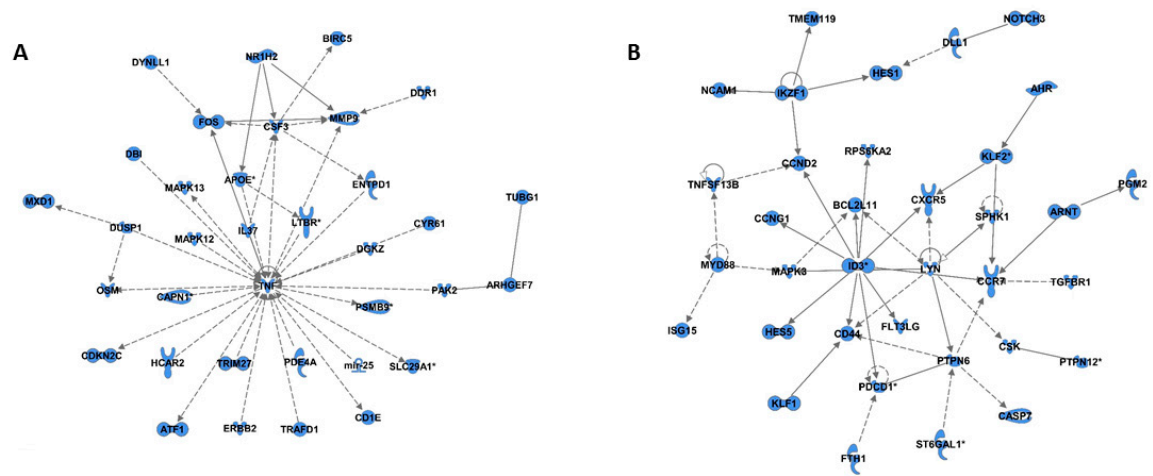 A
BIRC5
DYNLL1
NR1H2
DDR1
FOS
CSF3
MMP9
DBI
APOE*
ENTPD1
MAPK13
MXD1
LTBR*
TUBG1
DUSP1
IL37
CYR61
MAPK12
DGKZ
OSM
TNF
CAPN1*
PSMB9*
PAK2
ARHGEF7
CDKN2C
HCAR2
TRIM27
PDE4A
mir-25
SLC29A1*
ATF1
ERBB2
TRAFD1
CD1E
B
TMEM119
NOTCH3
DLL1
HES1
NCAM1
IKZF1
AHR
CCND2
RPS6KA2
KLF2*
TNFSF13B
CXCR5
PGM2
BCL2L11
SPHK1
ARNT
CCNG1
MYD88
MAPK3
ID3*
LYN
CCR7
TGFBR1
ISG15
HES5
CD44
FLT3LG
CSK
PTPN6
PTPN12*
PDCD1*
KLF1
CASP7
ST6GAL1*
FTH1